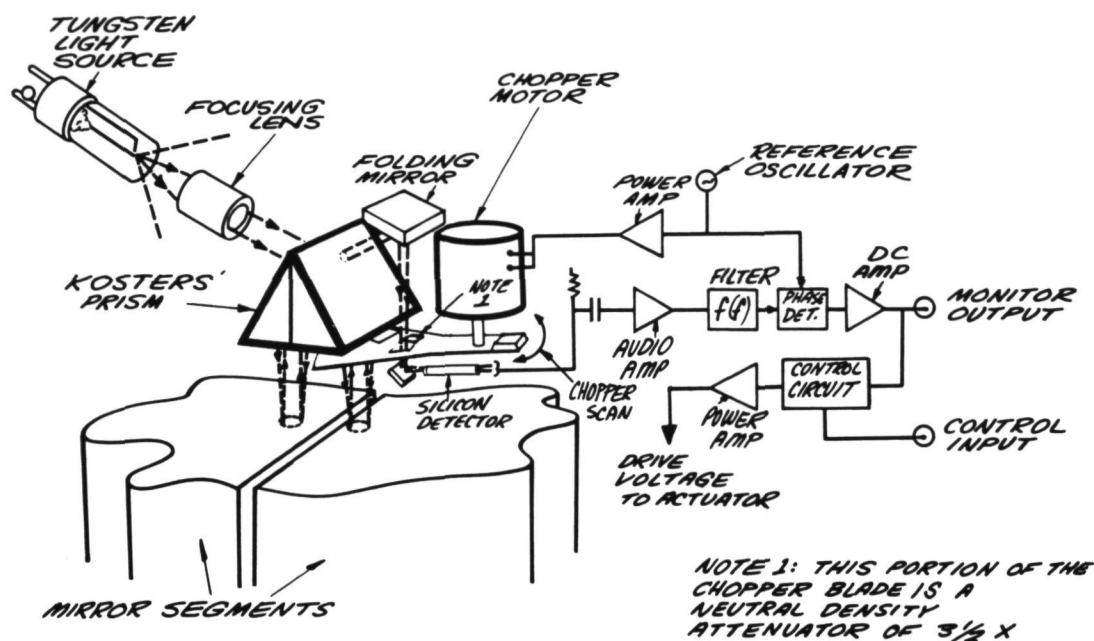 TUNGSTEN
LIGHT
SOURCE
FOCUSING
LENS
FOLDING
MIRROR
CHOPPER
MOTOR
REFERENCE
OSCILLATOR
POWER
AMP
KOSTERS'
PRISM
NOTE
1
FILTER
f(f)
PHASE
DET.
DC
AMP
MONITOR
OUTPUT
AUDIO
AMP
CHOPPER
SCAN
SILICON
DETECTOR
CONTROL
CIRCUIT
POWER
AMP
CONTROL
INPUT
DRIVE
VOLTAGE
TO ACTUATOR
MIRROR SEGMENTS
NOTE 1: THIS PORTION OF THE
CHOPPER BLADE IS A
NEUTRAL DENSITY
ATTENUATOR OF 3 1/2 X